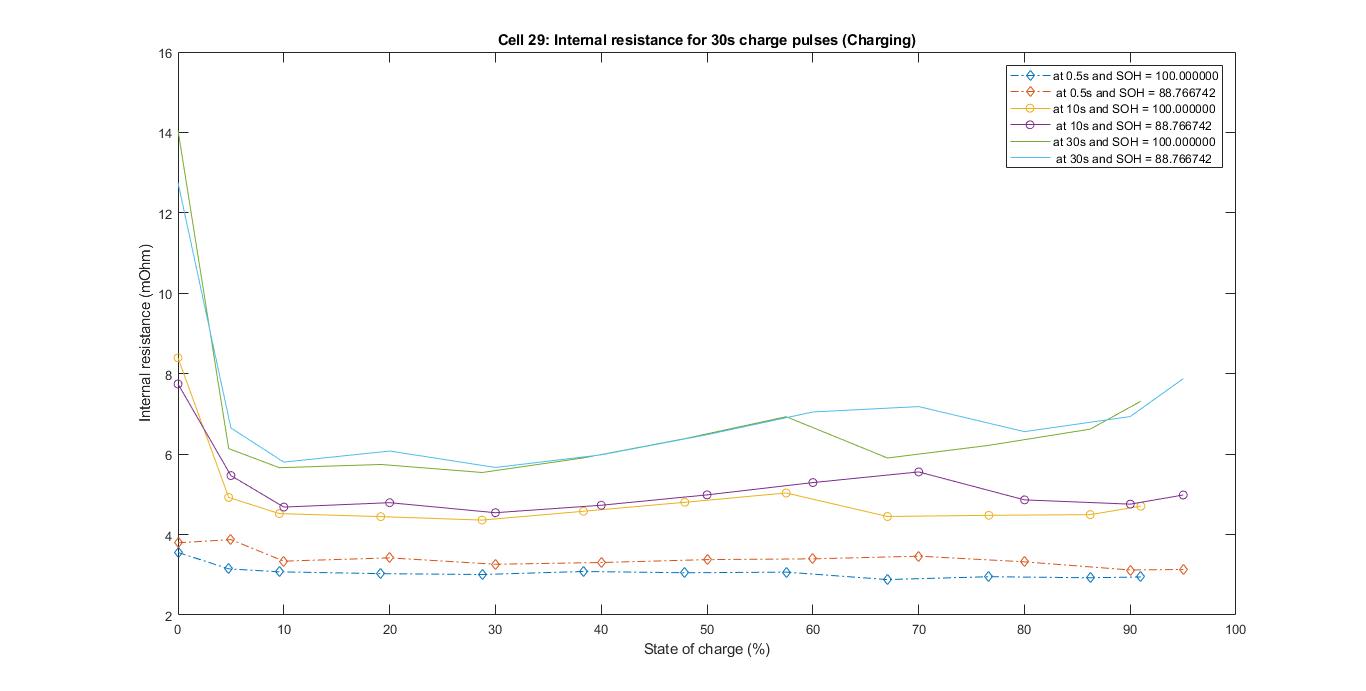 Cell 29: Internal resistance for 30s charge pulses (Charging)
16
14
12
10
8
6
4
2
Internal resistance (mOhm)
at 0.5s and SOH = 100.000000
at 0.5s and SOH = 88.766742
at 10s and SOH = 100.000000
at 10s and SOH = 88.766742
at 30s and SOH = 100.000000
at 30s and SOH = 88.766742
0 10 20 30 40 50 60 70 80 90 100
State of charge (%)